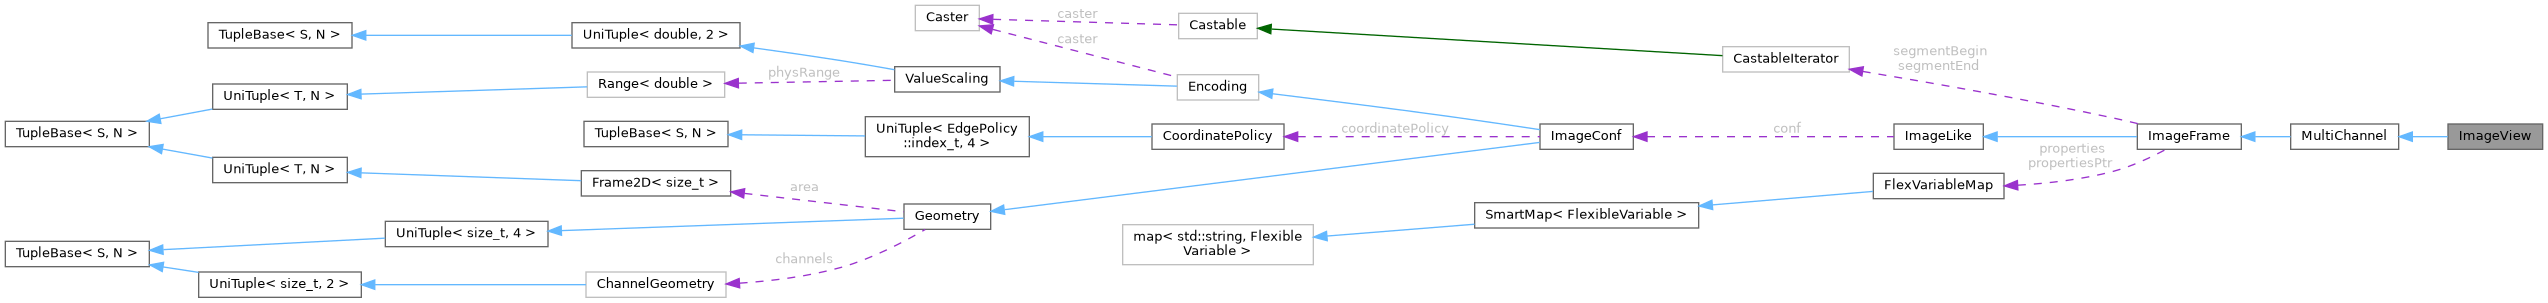 Caster
caster
Castable
TupleBase< S, N >
UniTuple< double, 2 >
caster
segmentBegin
segmentEnd
CastableIterator
physRange
ValueScaling
Range< double >
Encoding
UniTuple< T, N >
TupleBase< S, N >
TupleBase< S, N >
UniTuple< EdgePolicy
::index_t, 4 >
CoordinatePolicy
coordinatePolicy
ImageConf
conf
ImageLike
ImageFrame
MultiChannel
ImageView
properties
propertiesPtr
UniTuple< T, N >
Frame2D< size_t >
area
FlexVariableMap
Geometry
SmartMap< FlexibleVariable >
UniTuple< size_t, 4 >
map< std::string, Flexible
Variable >
TupleBase< S, N >
channels
UniTuple< size_t, 2 >
ChannelGeometry